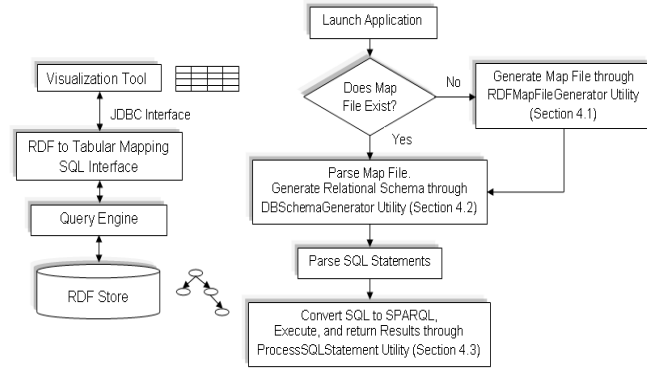 Visualization Tool
JDBC Interface
RDF to Tabular Mapping
SQL Interface
Query Engine
RDF Store
Launch Application
Does Map
File Exist?
No
Generate Map File through
RDFMapFileGenerator Utility
(Section 4.1)
Yes
Parse Map File.
Generate Relational Schema through
DBSchemaGenerator Utility (Section 4.2)
Parse SQL Statements
Convert SQL to SPARQL,
Execute, and return Results through
ProcessSQLStatement Utility (Section 4.3)